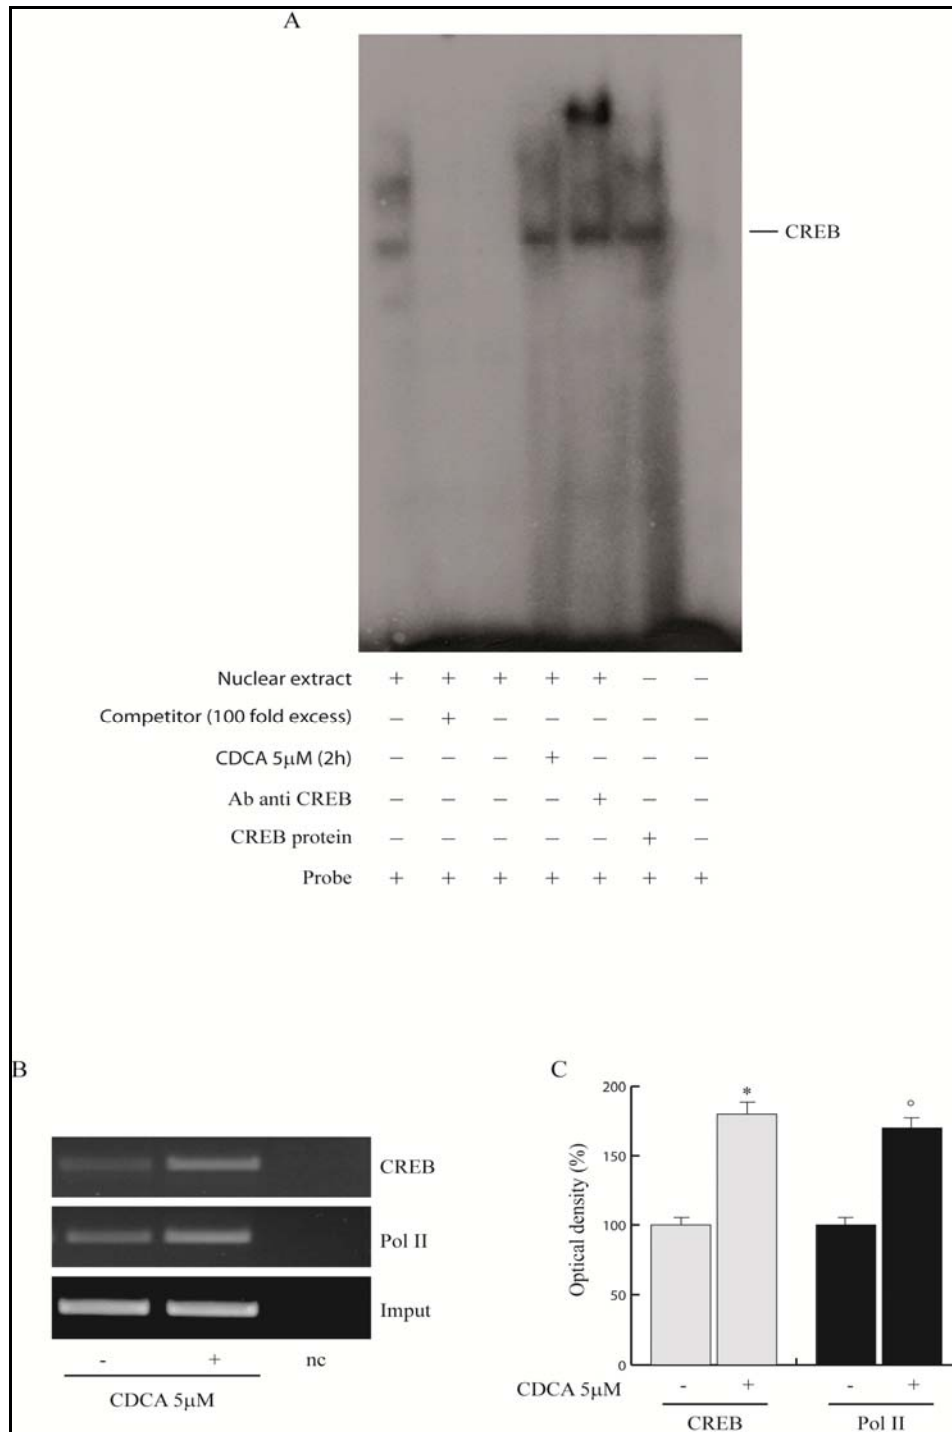 A
CREB
Nuclear extract + + + + + − −
Competitor (100 fold excess) − + − − − − −
CDCA 5μM (2h) − − − + − − −
Ab anti CREB − − − − + − −
CREB protein − − − − − + −
Probe + + + + + + +
B
CREB
Pol II
Imput
- + nc
CDCA 5μM
C
200
150
100
50
0
Optical density (%)
*
°
CDCA 5μM - + - +
CREB Pol II